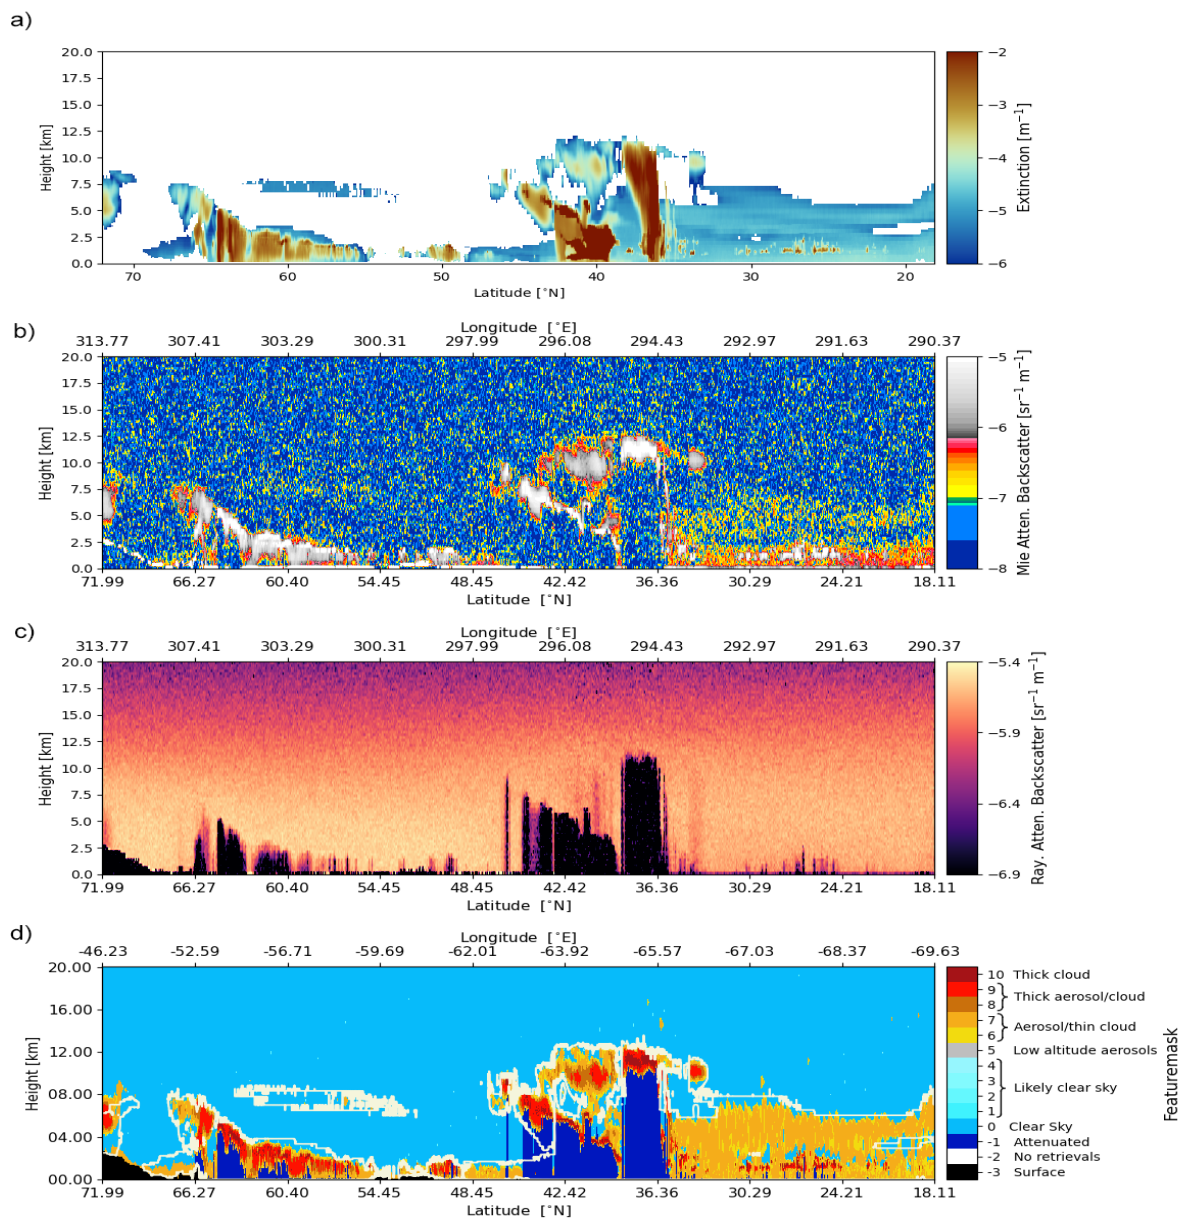 a)
20.0
17.5
15.0
12.5
10.0
7.5
5.0
2.5
0.0
Height [km]
70 60 50 40 30 20
Latitude [°N]
−2
−3
−4
−5
−6
Extinction [m−1]
b)
Longitude [°E]
313.77 307.41 303.29 300.31 297.99 296.08 294.43 292.97 291.63 290.37
20.0
17.5
15.0
12.5
10.0
7.5
5.0
2.5
0.0
Height [km]
71.99 66.27 60.40 54.45 48.45 42.42 36.36 30.29 24.21 18.11
Latitude [°N]
−5
−6
−7
−8
Mie Atten. Backscatter [sr−1 m−1]
c)
Longitude [°E]
313.77 307.41 303.29 300.31 297.99 296.08 294.43 292.97 291.63 290.37
20.0
17.5
15.0
12.5
10.0
7.5
5.0
2.5
0.0
Height [km]
71.99 66.27 60.40 54.45 48.45 42.42 36.36 30.29 24.21 18.11
Latitude [°N]
−5.4
−5.9
−6.4
−6.9
Ray. Atten. Backscatter [sr−1 m−1]
d)
Longitude [°E]
-46.23 -52.59 -56.71 -59.69 -62.01 -63.92 -65.57 -67.03 -68.37 -69.63
20.00
16.00
12.00
08.00
04.00
00.00
Height [km]
71.99 66.27 60.40 54.45 48.45 42.42 36.36 30.29 24.21 18.11
Latitude [°N]
10 Thick cloud
9
Thick aerosol/cloud
8
7
Aerosol/thin cloud
6
5 Low altitude aerosols
4
3
Likely clear sky
2
1
0 Clear Sky
-1 Attenuated
-2 No retrievals
-3 Surface
Featuremask